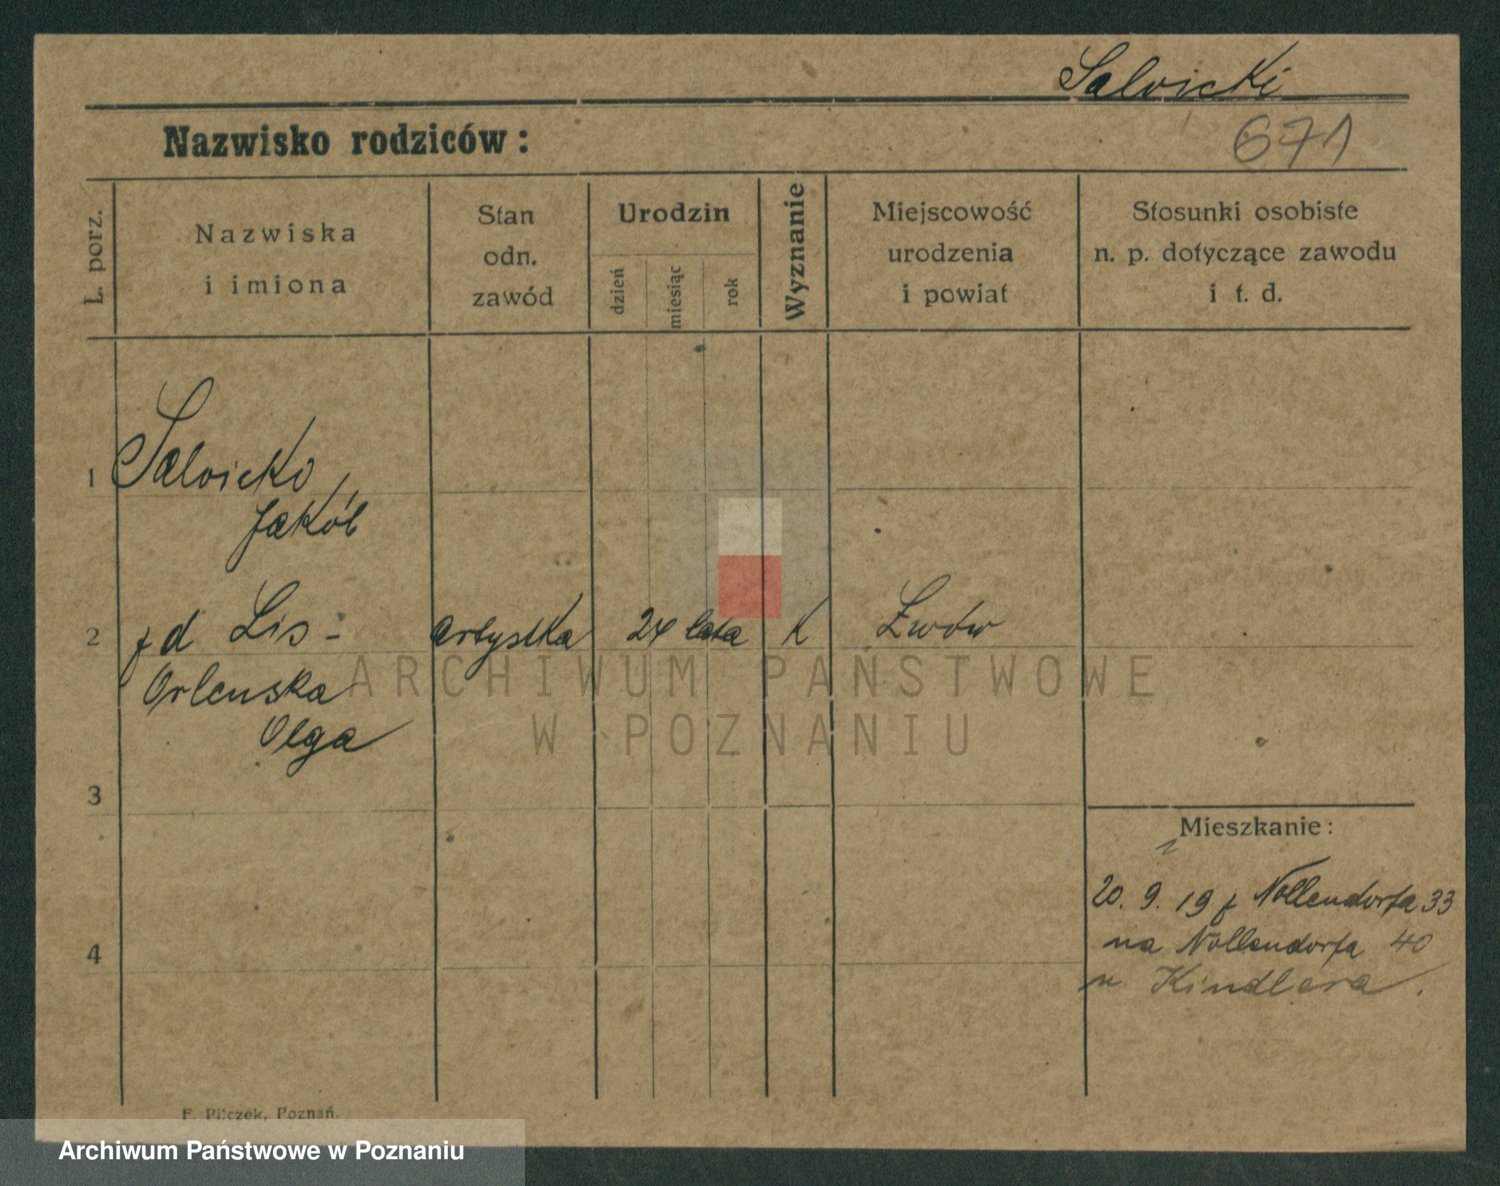 Salvicki
Nazwisko rodziców:
671
L. porz.
Nazwiska
i imiona
Stan
odn.
zawód
Urodzin
dzień
miesiąc
rok
Wyznanie
Miejscowość
urodzenia
i powiat
Stosunki osobiste
n. p. dotyczące zawodu
i t. d.
1 Salvicki
Jakób
2 Lis- artystka 24 lata K Lwów
Orlenska
Olga
ARCHIWUM PAŃSTWOWE
W POZNANIU
3
Mieszkanie:
20. 9. 19 z Nollendorfa 33
na Nollendorfa 40
4
u Kindlera.
F. Pilczek, Poznań.
Archiwum Państwowe w Poznaniu